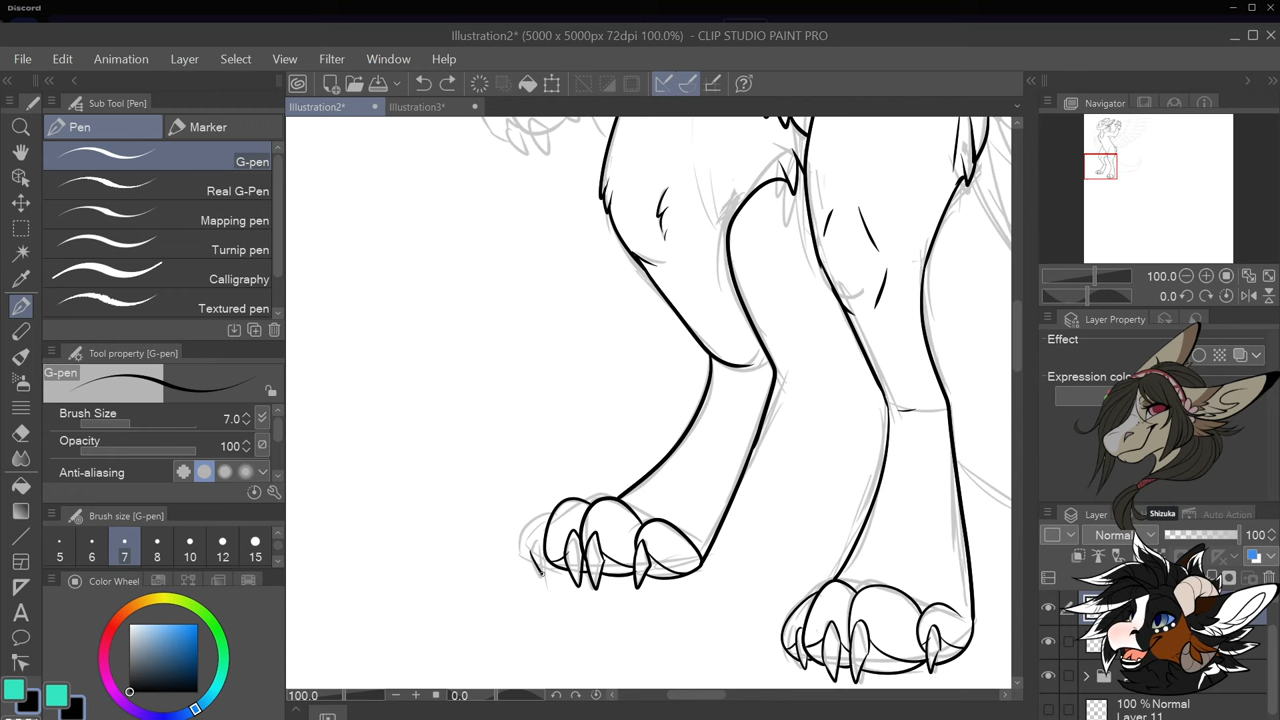 Discord
Illustration2* (5000 x 5000px 72dpi 100.0%) - CLIP STUDIO PAINT PRO
File Edit Animation Layer Select View Filter Window Help
Sub Tool [Pen]
Illustration2* Illustration3*
Navigator
Pen Marker
G-pen
Real G-Pen
Mapping pen
Turnip pen
Calligraphy
Textured pen
100.0
0.0
Tool property [G-pen]
Layer Property
Effect
G-pen
Expression colo
Brush Size 7.0
Opacity 100
Anti-aliasing
Brush size [G-pen]
Layer Shizuka Auto Action
5 6 7 8 10 12 15
Normal 100
Color Wheel
100.0 0.0
100 % Normal
Layer 11